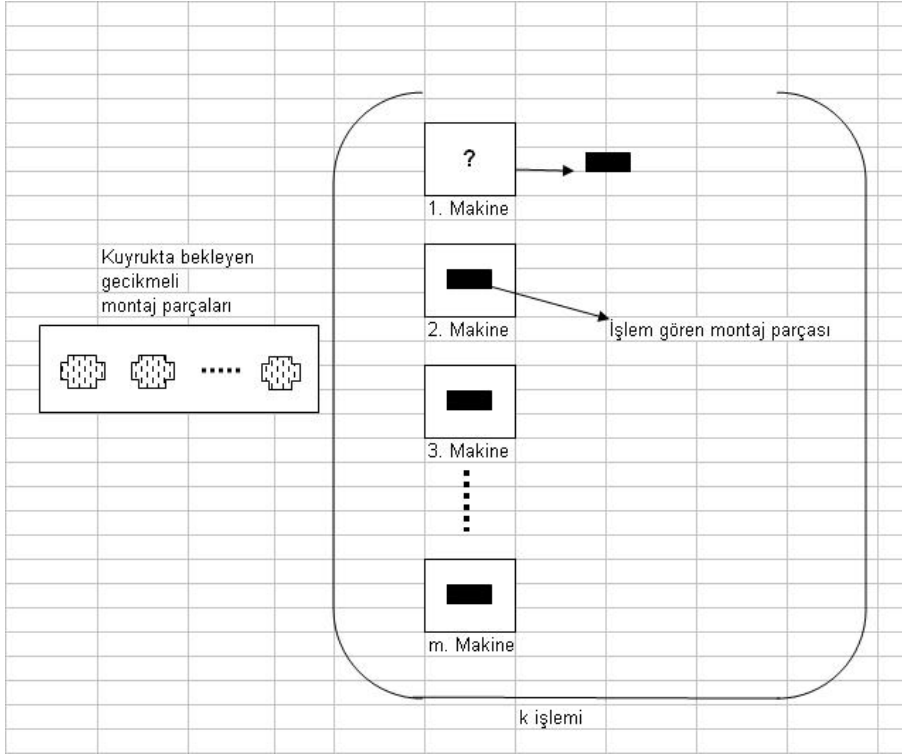 ?
1. Makine
Kuyrukta bekleyen
gecikmeli
montaj parçaları
2. Makine
İşlem gören montaj parçası
3. Makine
m. Makine
k işlemi